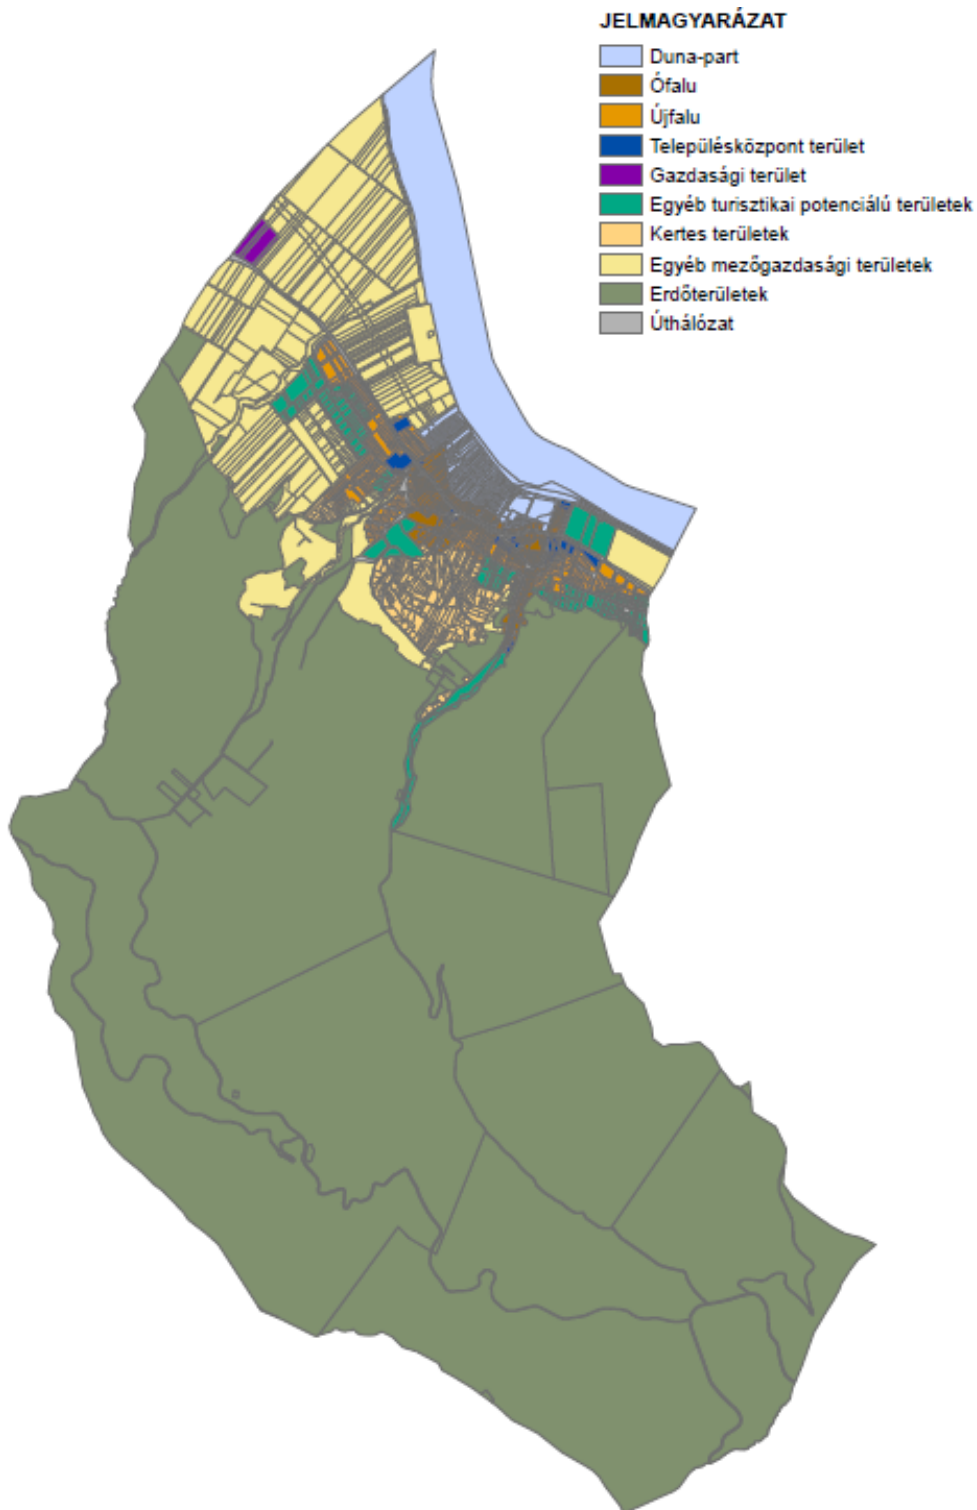 JELMAGYARÁZAT
Duna-part
Ófalu
Újfalu
Településközpont terület
Gazdasági terület
Egyéb turisztikai potenciálú területek
Kertes területek
Egyéb mezőgazdasági területek
Erdőterületek
Úthálózat